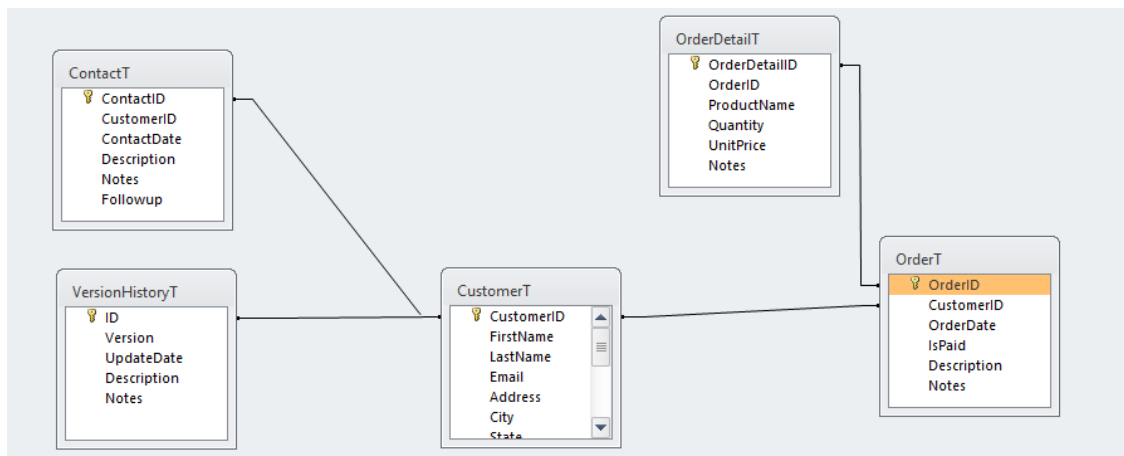 ContactT
ContactID
CustomerID
ContactDate
Description
Notes
Followup
OrderDetailT
OrderDetailID
OrderID
ProductName
Quantity
UnitPrice
Notes
VersionHistoryT
ID
Version
UpdateDate
Description
Notes
CustomerT
CustomerID
FirstName
LastName
Email
Address
City
State
OrderT
OrderID
CustomerID
OrderDate
IsPaid
Description
Notes